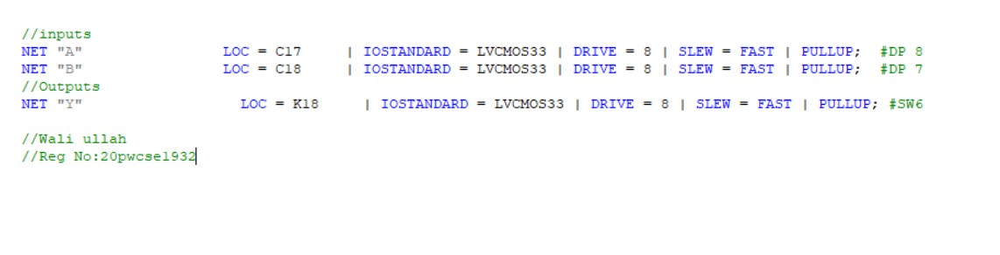 //inputs
NET "A" LOC = C17 | IOSTANDARD = LVCMOS33 | DRIVE = 8 | SLEW = FAST | PULLUP; #DP 8
NET "B" LOC = C18 | IOSTANDARD = LVCMOS33 | DRIVE = 8 | SLEW = FAST | PULLUP; #DP 7
//Outputs
NET "Y" LOC = K18 | IOSTANDARD = LVCMOS33 | DRIVE = 8 | SLEW = FAST | PULLUP; #SW6
//Wali ullah
//Reg No:20pwcse1932